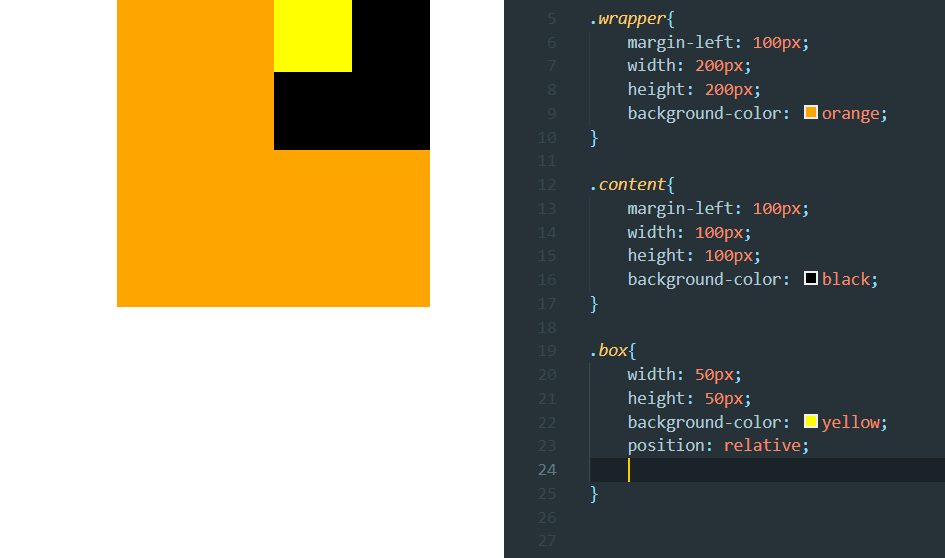 5 .wrapper{
6 margin-left: 100px;
7 width: 200px;
8 height: 200px;
9 background-color: orange;
10 }
11
12 .content{
13 margin-left: 100px;
14 width: 100px;
15 height: 100px;
16 background-color: black;
17 }
18
19 .box{
20 width: 50px;
21 height: 50px;
22 background-color: yellow;
23 position: relative;
24
25 }
26
27